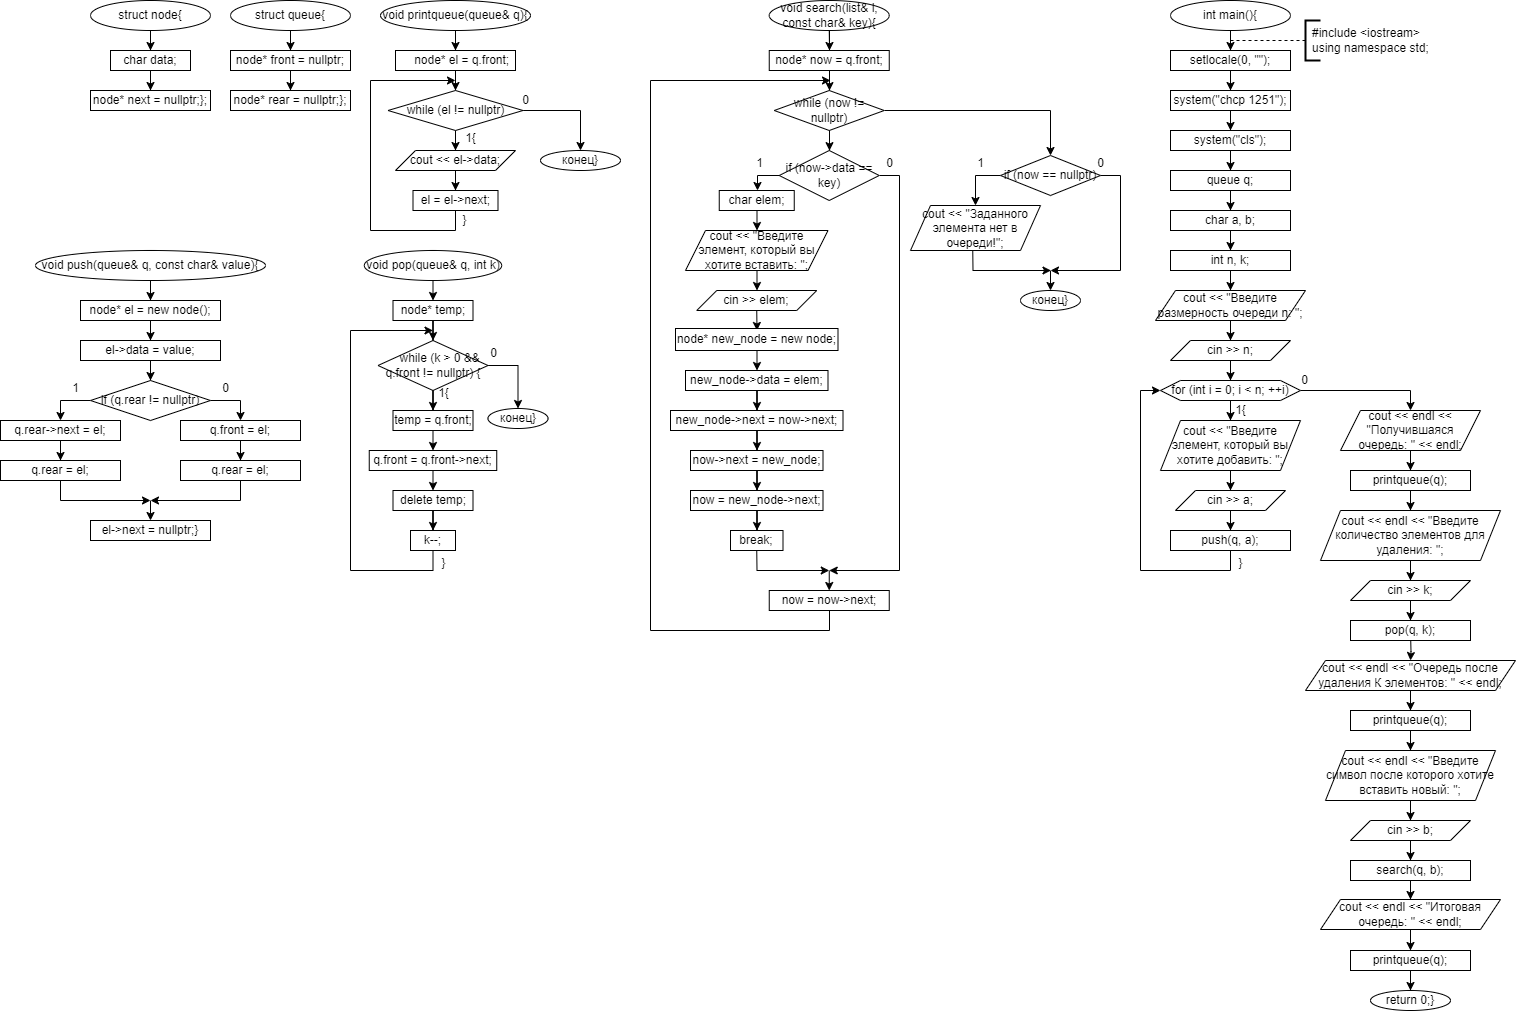 struct node{
char data;
node* next = nullptr;};
struct queue{
node* front = nullptr;
node* rear = nullptr;};
void printqueue(queue& q){
node* el = q.front;
while (el != nullptr)
0
1{
cout << el->data;
конец}
el = el->next;
}
void push(queue& q, const char& value){
node* el = new node();
el->data = value;
if (q.rear != nullptr)
1
0
q.rear->next = el;
q.front = el;
q.rear = el;
q.rear = el;
el->next = nullptr;}
void pop(queue& q, int k)
node* temp;
while (k > 0 &&
q.front != nullptr) {
0
1{
temp = q.front;
конец}
q.front = q.front->next;
delete temp;
k--;
}
void search(list& l,
const char& key){
node* now = q.front;
while (now !=
nullptr)
if (now->data ==
key)
1
0
char elem;
cout << "Введите
элемент, который вы
хотите вставить: ";
cin >> elem;
node* new_node = new node;
new_node->data = elem;
new_node->next = now->next;
now->next = new_node;
now = new_node->next;
break;
now = now->next;
if (now == nullptr)
1
0
cout << "Заданного
элемента нет в
очереди!";
конец}
int main(){
#include <iostream>
using namespace std;
setlocale(0, "");
system("chcp 1251");
system("cls");
queue q;
char a, b;
int n, k;
cout << "Введите
размерность очереди n: ";
cin >> n;
for (int i = 0; i < n; ++i)
0
1{
cout << "Введите
элемент, который вы
хотите добавить: ";
cin >> a;
push(q, a);
}
cout << endl <<
"Получившаяся
очередь: " << endl;
printqueue(q);
cout << endl << "Введите
количество элементов для
удаления: ";
cin >> k;
pop(q, k);
cout << endl << "Очередь после
удаления К элементов: " << endl;
printqueue(q);
cout << endl << "Введите
символ после которого хотите
вставить новый: ";
cin >> b;
search(q, b);
cout << endl << "Итоговая
очередь: " << endl;
printqueue(q);
return 0;}